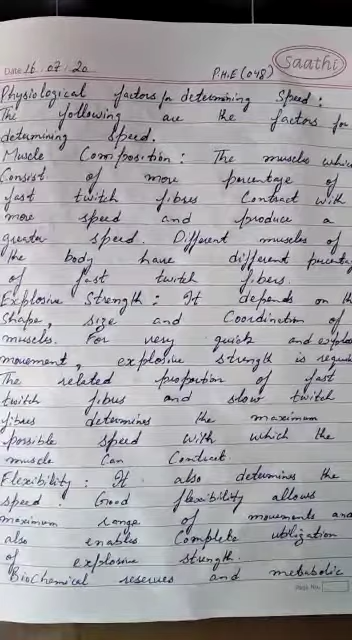 saathi
Date 16.07.20
P.H.E (048)
Physiological factors for determining Speed:
The following are the factors for
determining speed.
Muscle Composition: The muscles which
Consist of more percentage of
fast twitch fibres Contract with
more speed and produce a
greater speed. Different muscles of
the body have different
of fast twitch fibers.
Explosive Strength: It depends on the
Shape, size and Coordination of
muscles. For very quick and
movement, explosive strength is
The related proportion of fast
twitch fibres and slow twitch
fibres determines the maximum
possible speed with which the
muscle Can Contract.
Flexibility: It also determines the
speed. Good flexibility allows
maximum range of movements and
also enables Complete utilization
of explosive strength.
BioChemical reserves and metabolic
Page No.